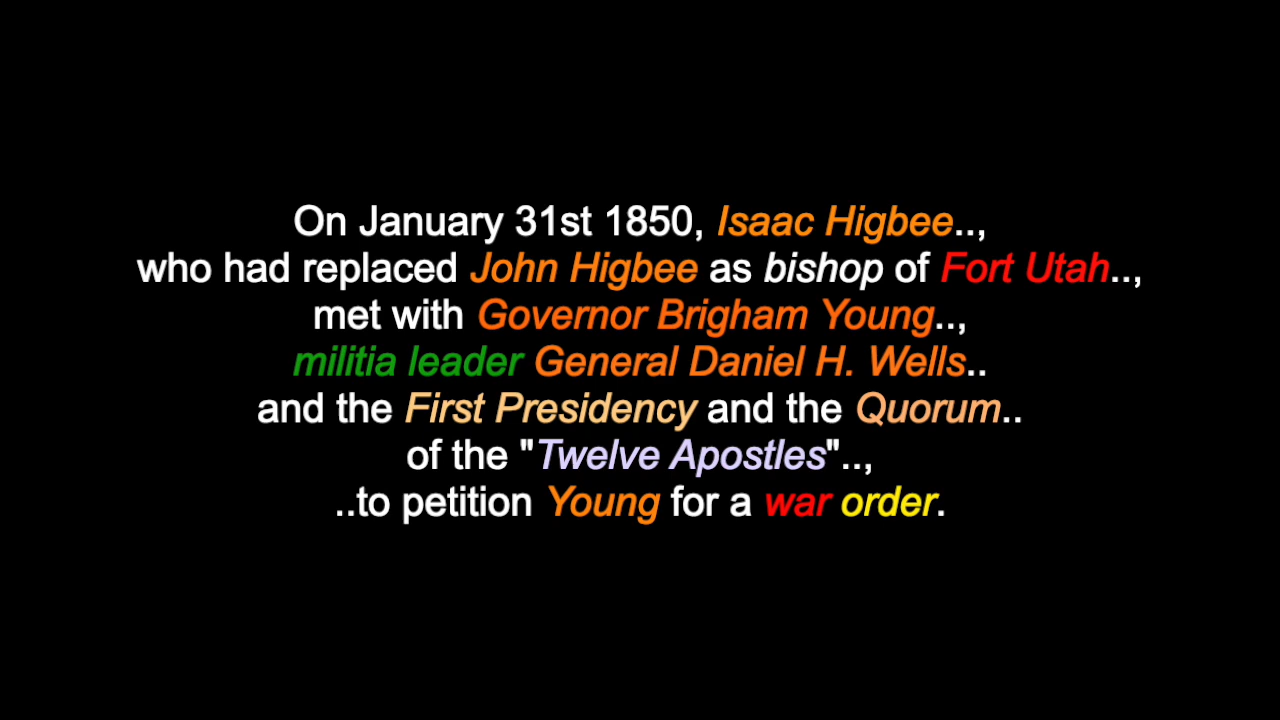 On January 31st 1850, Isaac Higbee..,
who had replaced John Higbee as bishop of Fort Utah..,
met with Governor Brigham Young..,
militia leader General Daniel H. Wells..
and the First Presidency and the Quorum..
of the "Twelve Apostles"..,
..to petition Young for a war order.